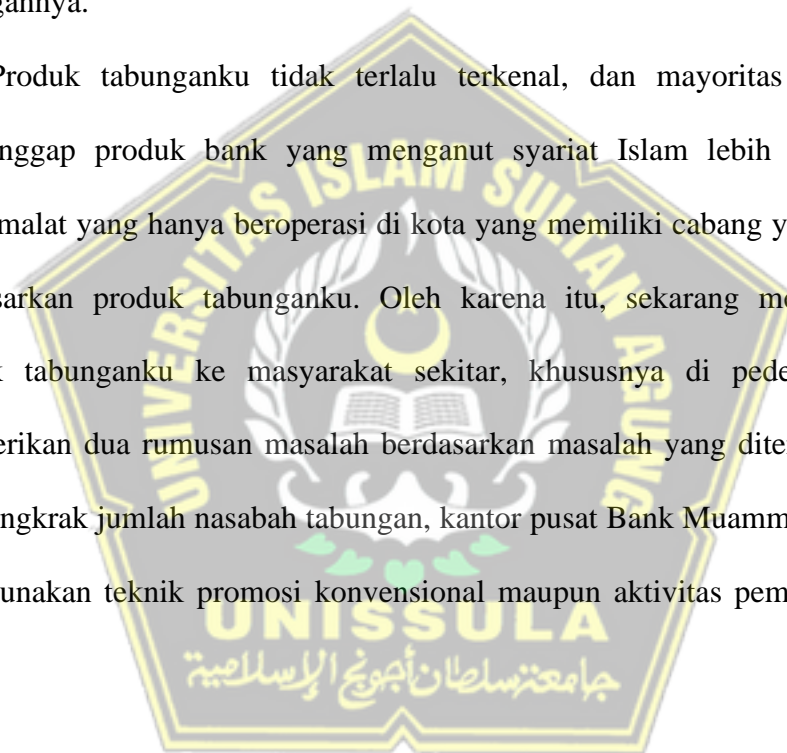 gannya.
Produk tabunganku tidak terlalu terkenal, dan mayoritas
nggap produk bank yang menganut syariat Islam lebih
malat yang hanya beroperasi di kota yang memiliki cabang y
sarkan produk tabunganku. Oleh karena itu, sekarang me
k tabunganku ke masyarakat sekitar, khususnya di pede
erikan dua rumusan masalah berdasarkan masalah yang dite
ngkrak jumlah nasabah tabungan, kantor pusat Bank Muamm
unakan teknik promosi konvensional maupun aktivitas pem
UNIVERSITAS ISLAM SULTAN AGUNG
UNISSULA
جامعنسلطان أجونج الإسلامية